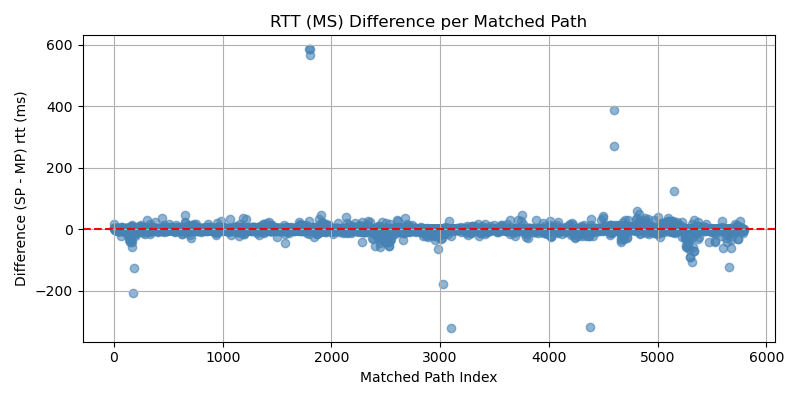 RTT (MS) Difference per Matched Path
Difference (SP - MP) rtt (ms)
600
400
200
0
−200
0 1000 2000 3000 4000 5000 6000
Matched Path Index